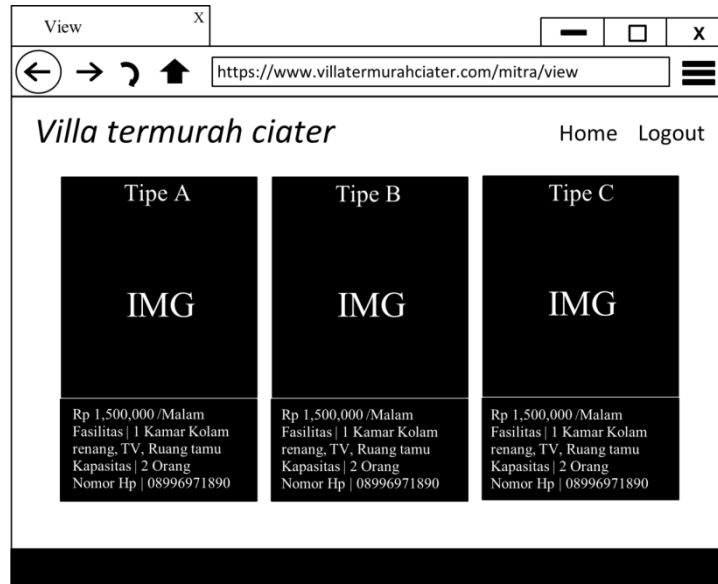 View
X
X
https://www.villatermurahciater.com/mitra/view
Villa termurah ciater
Home Logout
Tipe A
IMG
Rp 1,500,000 /Malam
Fasilitas | 1 Kamar Kolam
renang, TV, Ruang tamu
Kapasitas | 2 Orang
Nomor Hp | 08996971890
Tipe B
IMG
Rp 1,500,000 /Malam
Fasilitas | 1 Kamar Kolam
renang, TV, Ruang tamu
Kapasitas | 2 Orang
Nomor Hp | 08996971890
Tipe C
IMG
Rp 1,500,000 /Malam
Fasilitas | 1 Kamar Kolam
renang, TV, Ruang tamu
Kapasitas | 2 Orang
Nomor Hp | 08996971890